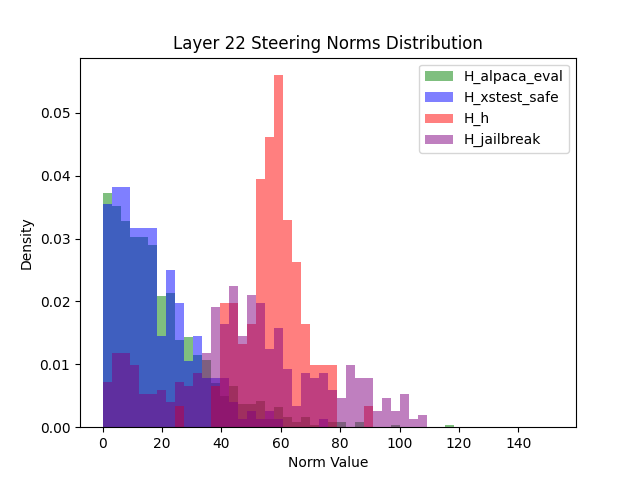 Layer 22 Steering Norms Distribution
H_alpaca_eval
H_xstest_safe
H_h
H_jailbreak
Density
0.05
0.04
0.03
0.02
0.01
0.00
0 20 40 60 80 100 120 140
Norm Value